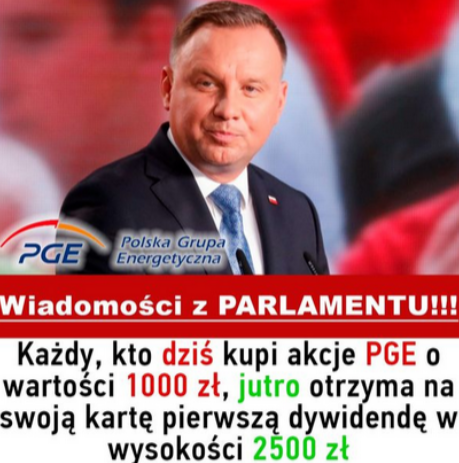 PGE
Polska Grupa
Energetyczna
Wiadomości z PARLAMENTU!!!
Każdy, kto dziś kupi akcje PGE o
wartości 1000 zł, jutro otrzyma na
swoją kartę pierwszą dywidendę w
wysokości 2500 zł